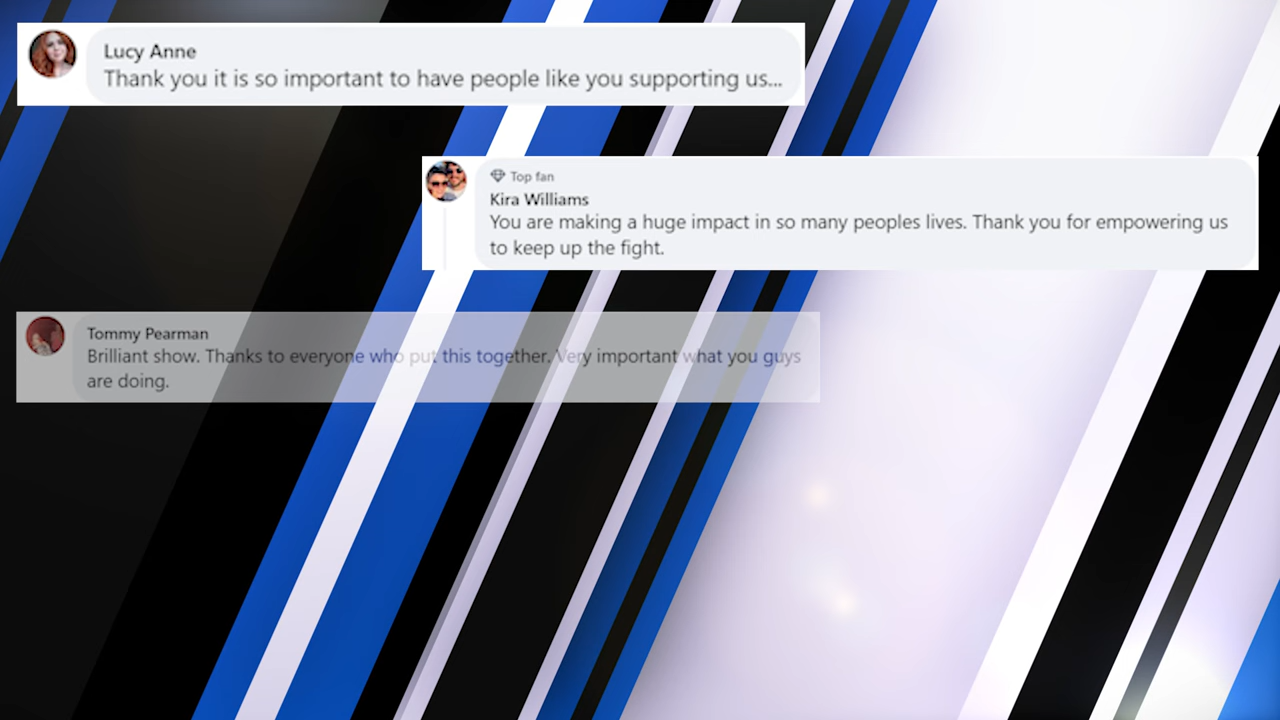 Lucy Anne
Thank you it is so important to have people like you supporting us...
Top fan
Kira Williams
You are making a huge impact in so many peoples lives. Thank you for empowering us
to keep up the fight.
Tommy Pearman
Brilliant show. Thanks to everyone who put this together. Very important what you guys
are doing.